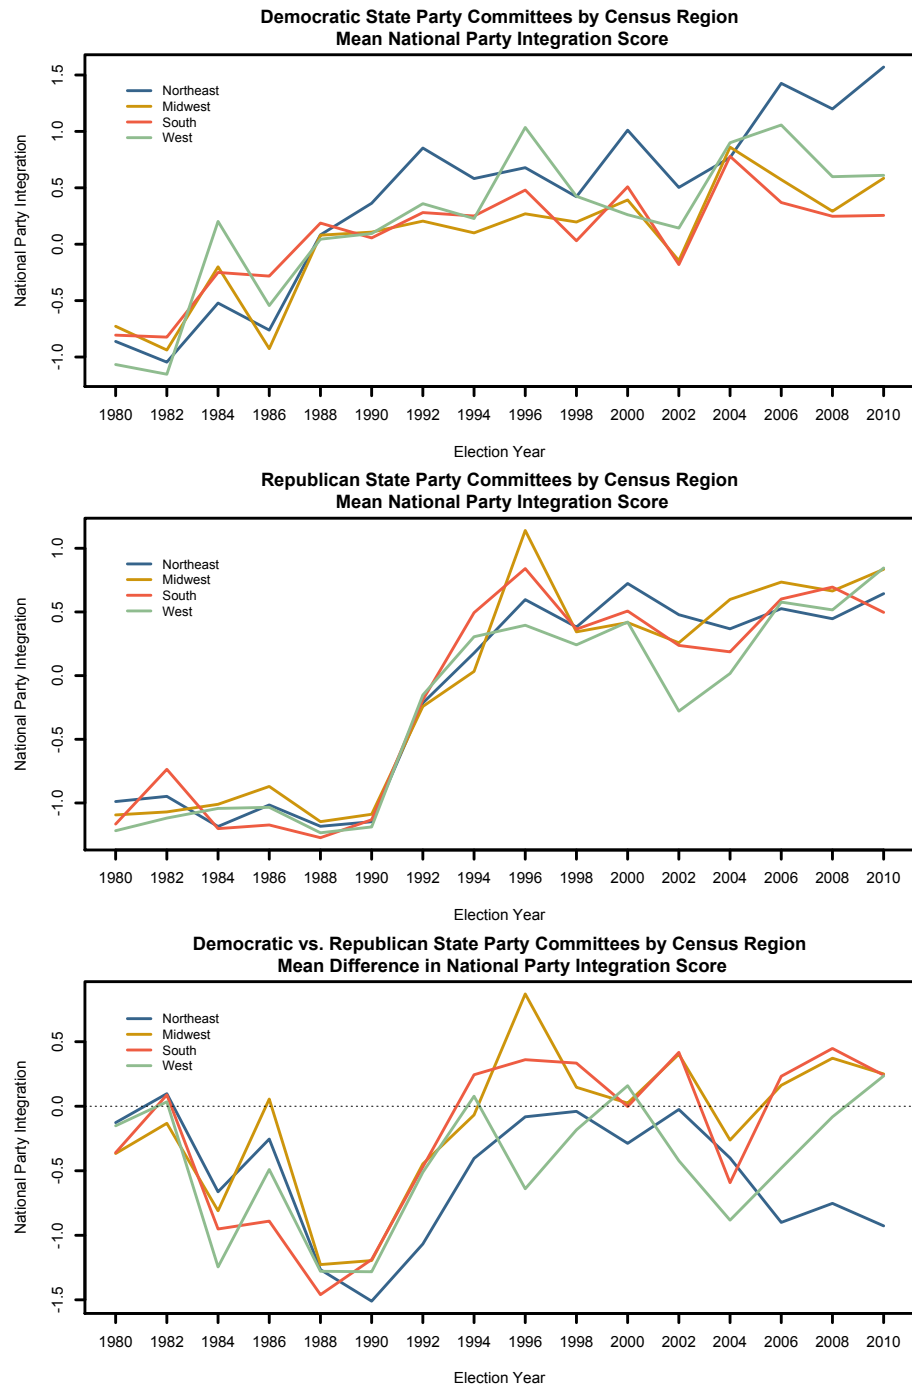 Democratic State Party Committees by Census Region
Mean National Party Integration Score
National Party Integration
1.5
1.0
0.5
0.0
-0.5
-1.0
Northeast
Midwest
South
West
1980 1982 1984 1986 1988 1990 1992 1994 1996 1998 2000 2002 2004 2006 2008 2010
Election Year
Republican State Party Committees by Census Region
Mean National Party Integration Score
National Party Integration
1.0
0.5
0.0
-0.5
-1.0
Northeast
Midwest
South
West
1980 1982 1984 1986 1988 1990 1992 1994 1996 1998 2000 2002 2004 2006 2008 2010
Election Year
Democratic vs. Republican State Party Committees by Census Region
Mean Difference in National Party Integration Score
National Party Integration
0.5
0.0
-0.5
-1.0
-1.5
Northeast
Midwest
South
West
1980 1982 1984 1986 1988 1990 1992 1994 1996 1998 2000 2002 2004 2006 2008 2010
Election Year